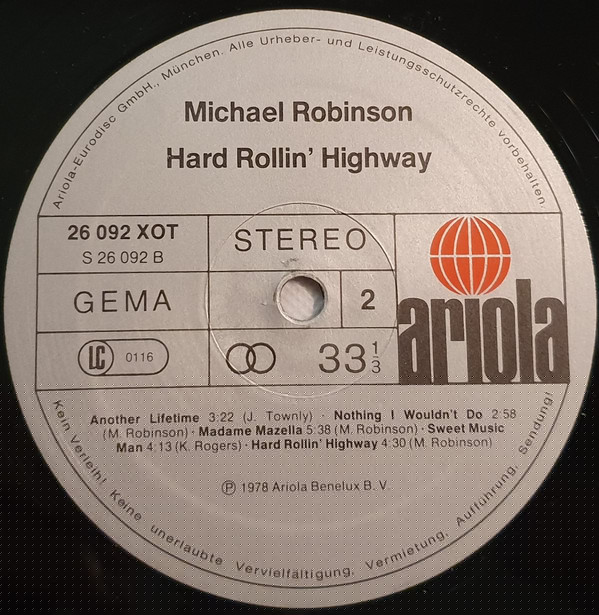 Ariola-Eurodisc GmbH., München. Alle Urheber- und Leistungsschutzrechte vorbehalten.
Michael Robinson
Hard Rollin' Highway
26 092 XOT
S 26 092 B
STEREO
GEMA
2
LC 0116
33 1/3
ariola
Another Lifetime 3:22 (J. Townly) · Nothing I Wouldn't Do 2:58
(M. Robinson) · Madame Mazella 5:38 (M. Robinson) · Sweet Music
Man 4:13 (K. Rogers) · Hard Rollin' Highway 4:30 (M. Robinson)
℗ 1978 Ariola Benelux B. V.
Kein Verleih! Keine unerlaubte Vervielfältigung, Vermietung, Aufführung, Sendung!